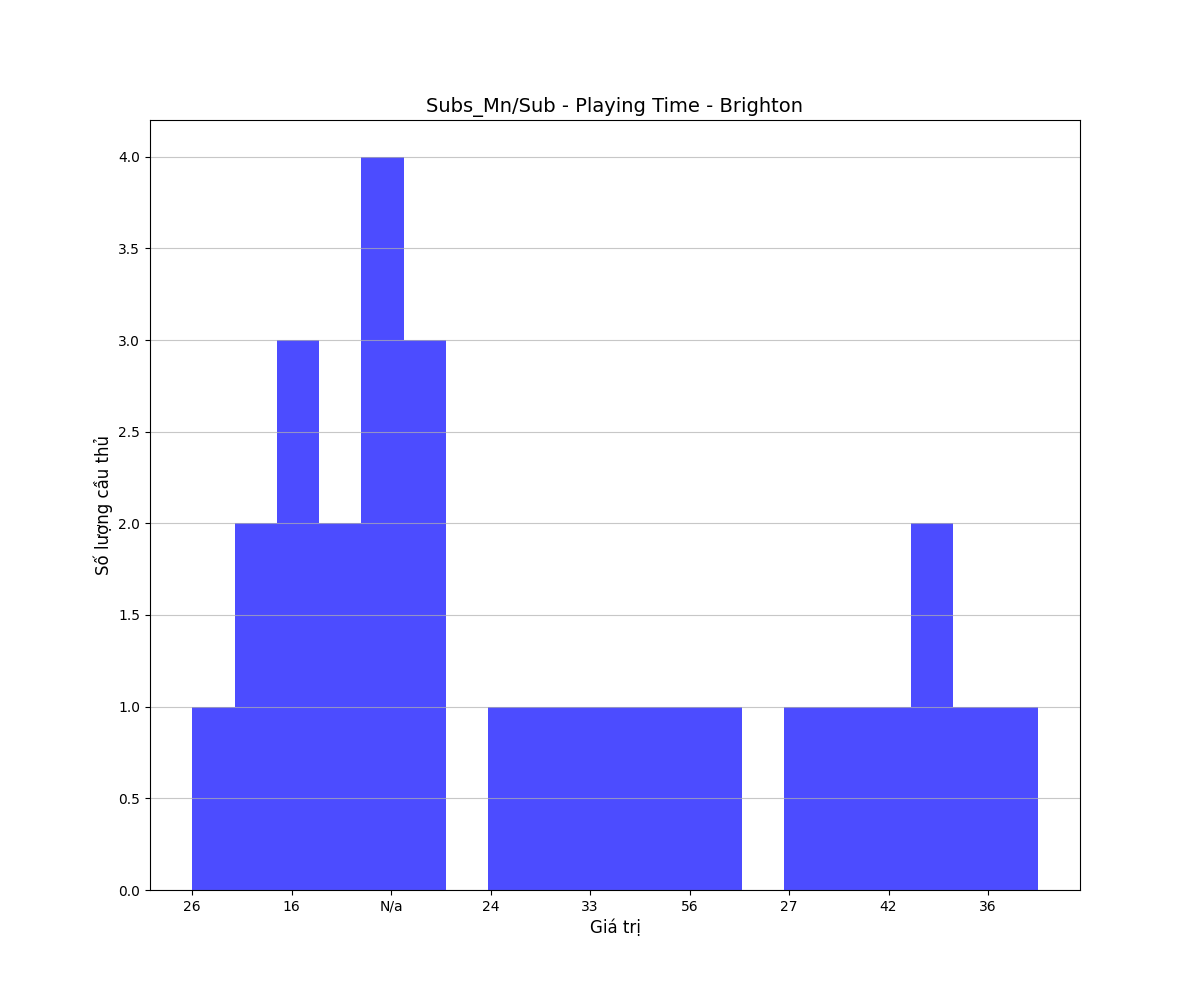 Subs_Mn/Sub - Playing Time - Brighton
Số lượng cầu thủ
4.0
3.5
3.0
2.5
2.0
1.5
1.0
0.5
0.0
26 16 N/a 24 33 56 27 42 36
Giá trị